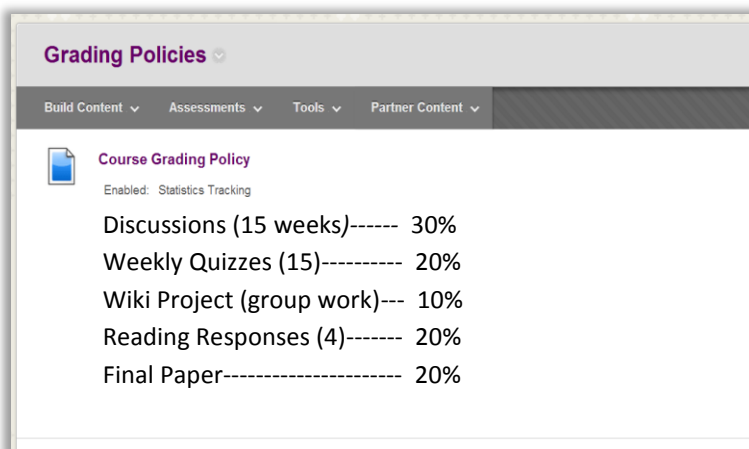 Grading Policies
Build Content Assessments Tools Partner Content
Course Grading Policy
Enabled: Statistics Tracking
Discussions (15 weeks)------ 30%
Weekly Quizzes (15)---------- 20%
Wiki Project (group work)--- 10%
Reading Responses (4)------- 20%
Final Paper---------------------- 20%